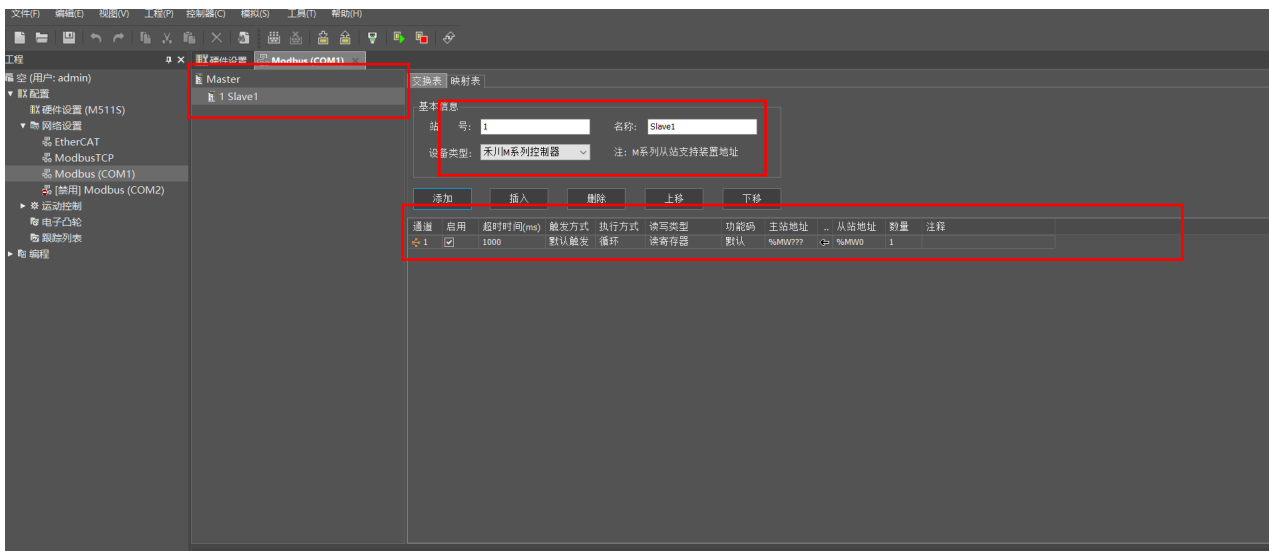 文件(F) 编辑(E) 视图(V) 工程(P) 控制器(C) 模拟(S) 工具(T) 帮助(H)
工程
空 (用户: admin)
配置
硬件设置 (M511S)
网络设置
EtherCAT
ModbusTCP
Modbus (COM1)
[禁用] Modbus (COM2)
运动控制
电子凸轮
跟踪列表
编程
硬件设置 Modbus (COM1)
Master
1 Slave1
交换表 映射表
基本信息
站 号: 1 名称: Slave1
设备类型: 禾川M系列控制器 注: M系列从站支持装置地址
添加 插入 删除 上移 下移
通道 启用 超时时间(ms) 触发方式 执行方式 读写类型 功能码 主站地址 .. 从站地址 数量 注释
1 1000 默认触发 循环 读寄存器 默认 %MW??? %MW0 1